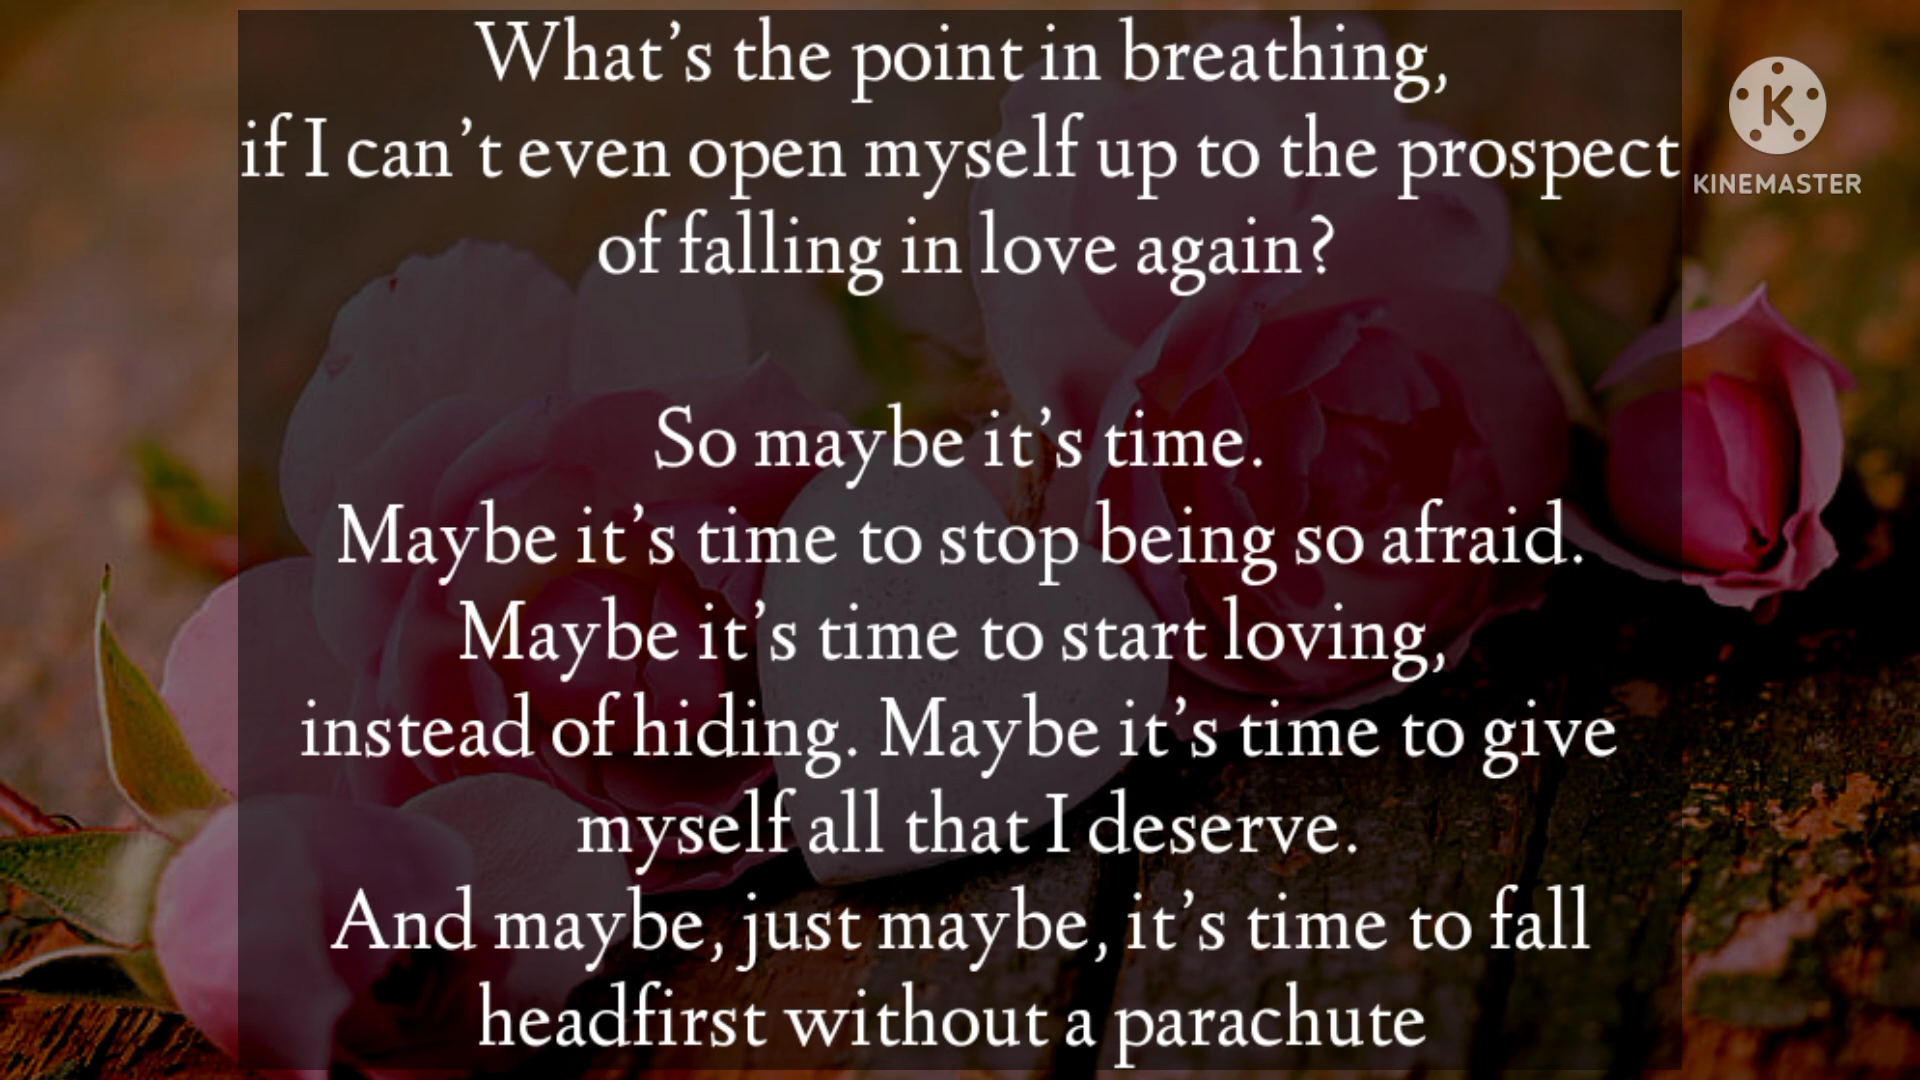 What’s the point in breathing,
if I can’t even open myself up to the prospect
of falling in love again?
So maybe it’s time.
Maybe it’s time to stop being so afraid.
Maybe it’s time to start loving,
instead of hiding. Maybe it’s time to give
myself all that I deserve.
And maybe, just maybe, it’s time to fall
headfirst without a parachute
K
KINEMASTER